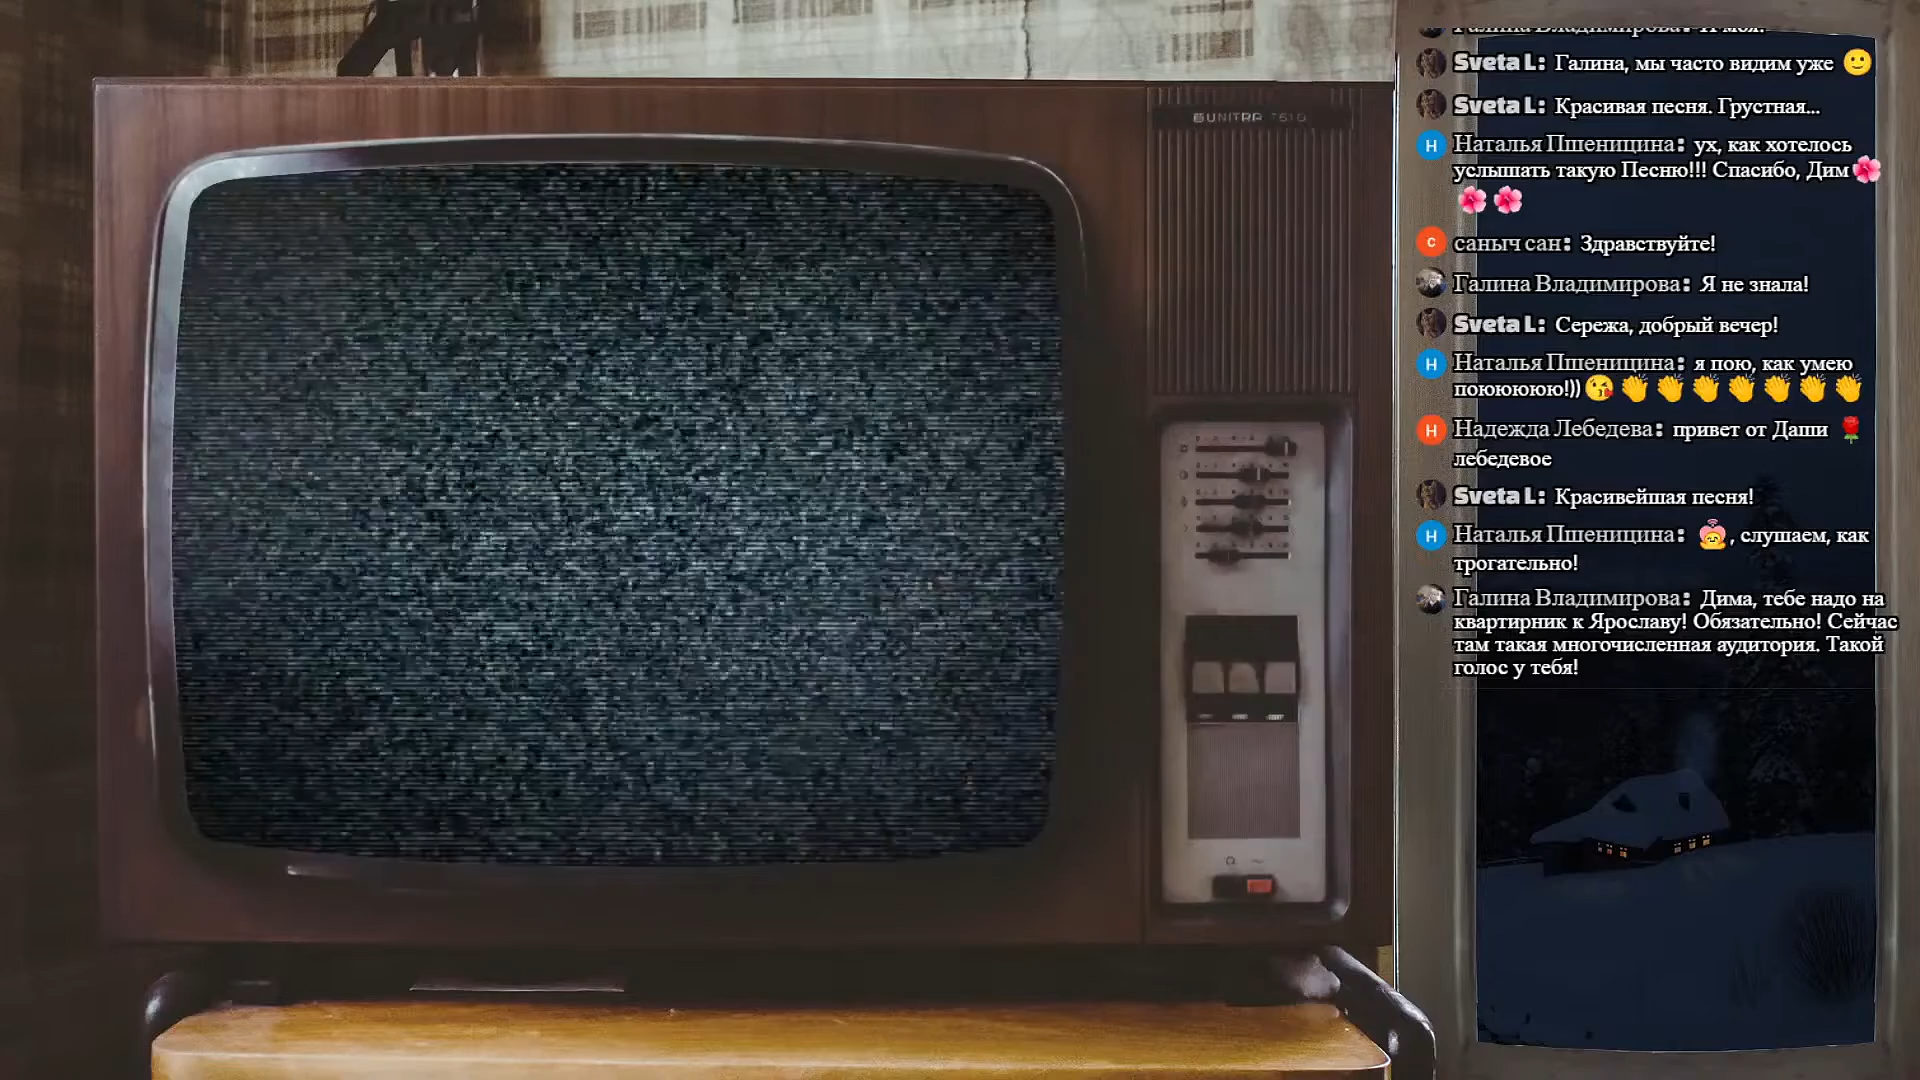 UNITRA
Sveta L: Галина, мы часто видим уже
Sveta L: Красивая песня. Грустная...
Н Наталья Пшеницина: ух, как хотелось
услышать такую Песню!!! Спасибо, Дим
с саныч сан: Здравствуйте!
Галина Владимирова: Я не знала!
Sveta L: Сережа, добрый вечер!
Н Наталья Пшеницина: я пою, как умею
поюююю!))
Н Надежда Лебедева: привет от Даши
лебедевое
Sveta L: Красивейшая песня!
Н Наталья Пшеницина: , слушаем, как
трогательно!
Галина Владимирова: Дима, тебе надо на
квартирник к Ярославу! Обязательно! Сейчас
там такая многочисленная аудитория. Такой
голос у тебя!